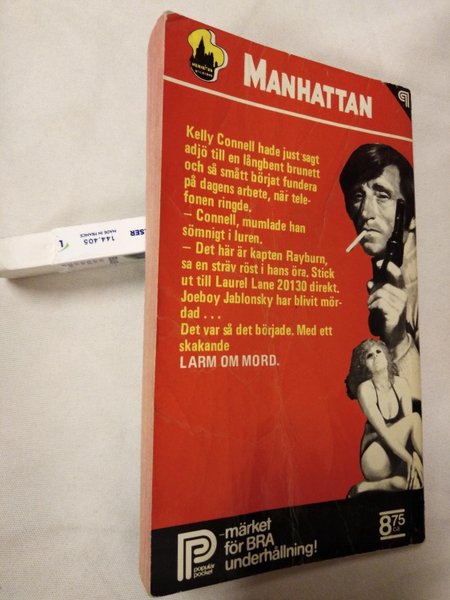 MANHATTAN
Kelly Connell hade just sagt
adjö till en långbent brunett
och så smått börjat fundera
på dagens arbete, när tele-
fonen ringde.
– Connell, mumlade han
sömnigt i luren.
– Det här är kapten Rayburn,
sa en sträv röst i hans öra. Stick
ut till Laurel Lane 20130 direkt.
Joeboy Jablonsky har blivit mör-
dad . . .
Det var så det började. Med ett
skakande
LARM OM MORD.
populär
pocket
–märket
för BRA
underhållning!
8 75
144.405
MADE IN FRANCE
L